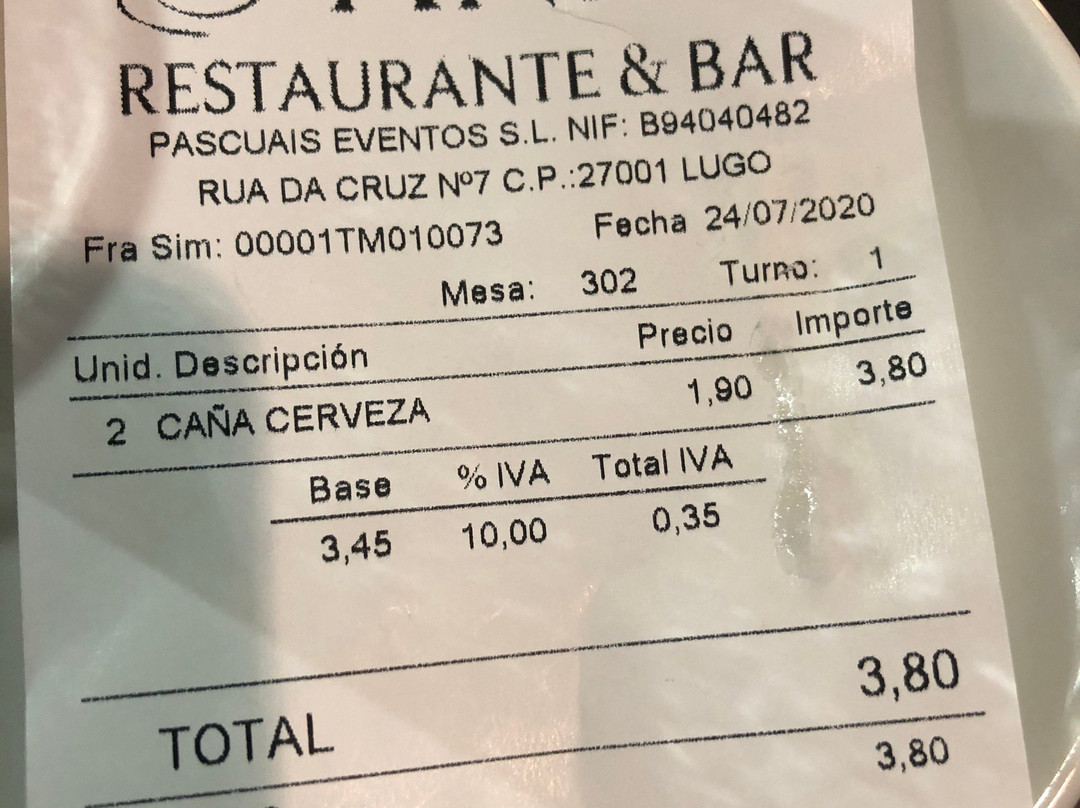 RESTAURANTE & BAR
PASCUAIS EVENTOS S.L. NIF: B94040482
RUA DA CRUZ Nº7 C.P.:27001 LUGO
Fra Sim: 00001TM010073 Fecha 24/07/2020
Mesa: 302 Turno: 1
Unid. Descripción Precio Importe
2 CAÑA CERVEZA 1,90 3,80
Base % IVA Total IVA
3,45 10,00 0,35
TOTAL 3,80
3,80